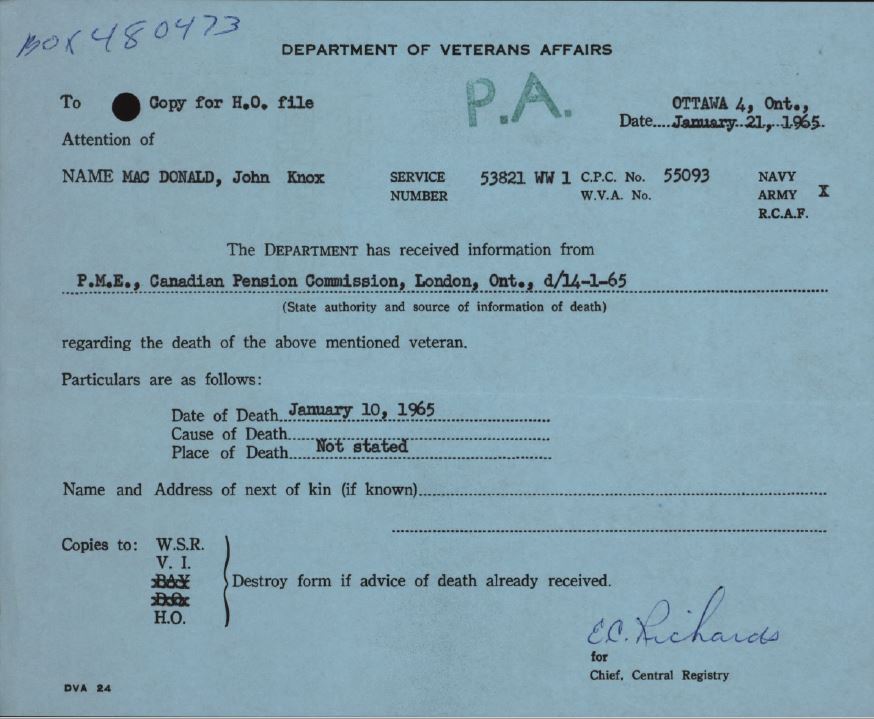 BOX 480473
DEPARTMENT OF VETERANS AFFAIRS
P.A.
To Copy for H.O. file
OTTAWA 4, Ont.,
Date....January 21, 1965.
Attention of
NAME MAC DONALD, John Knox SERVICE NUMBER 53821 WW 1 C.P.C. No. 55093 NAVY
W.V.A. No. ARMY X
R.C.A.F.
The DEPARTMENT has received information from
P.M.E., Canadian Pension Commission, London, Ont., d/14-1-65
(State authority and source of information of death)
regarding the death of the above mentioned veteran.
Particulars are as follows:
Date of Death January 10, 1965
Cause of Death
Place of Death Not stated
Name and Address of next of kin (if known)
Copies to: W.S.R.
V. I.
Destroy form if advice of death already received.
H.O.
E.C. Richards
for
Chief, Central Registry
DVA 24